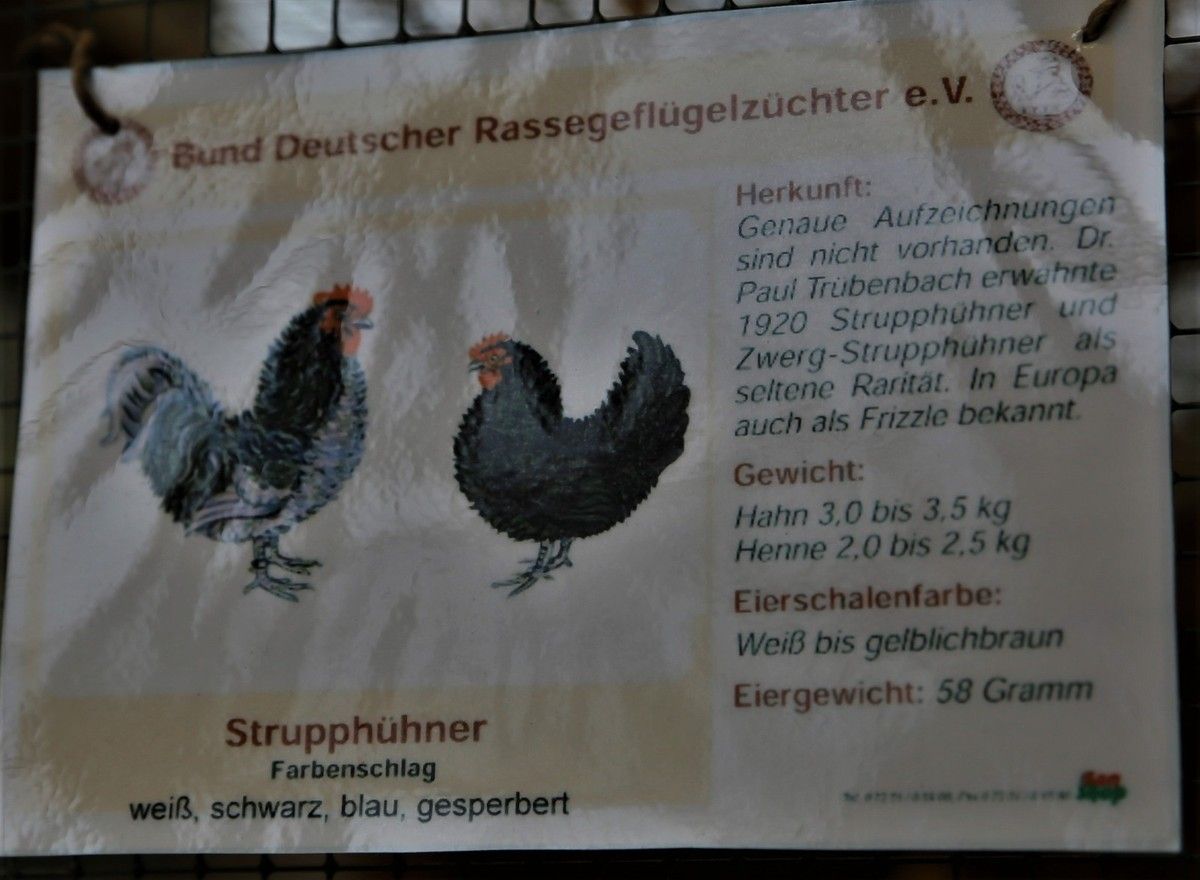 Bund Deutscher Rassegeflügelzüchter e.V.
Herkunft:
Genaue Aufzeichnungen
sind nicht vorhanden. Dr.
Paul Trübenbach erwähnte
1920 Strupphühner und
Zwerg-Strupphühner als
seltene Rarität. In Europa
auch als Frizzle bekannt.
Gewicht:
Hahn 3,0 bis 3,5 kg
Henne 2,0 bis 2,5 kg
Eierschalenfarbe:
Weiß bis gelblichbraun
Eiergewicht: 58 Gramm
Strupphühner
Farbenschlag
weiß, schwarz, blau, gesperbert